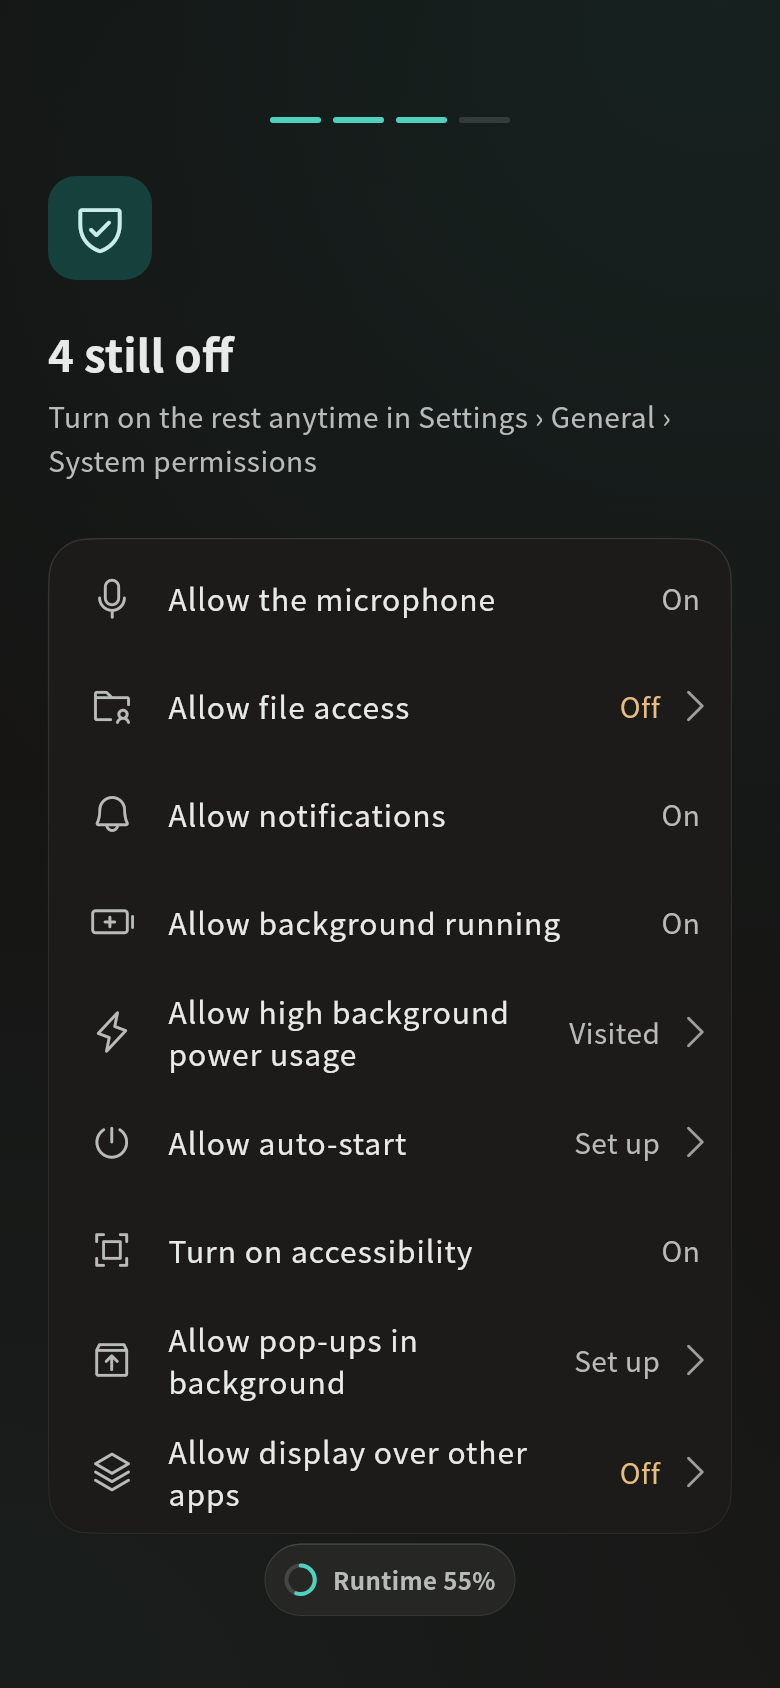 4 still off
Turn on the rest anytime in Settings › General ›
System permissions
Allow the microphone On
Allow file access Off
Allow notifications On
Allow background running On
Allow high background
power usage Visited
Allow auto-start Set up
Turn on accessibility On
Allow pop-ups in
background Set up
Allow display over other
apps Off
Runtime 55%